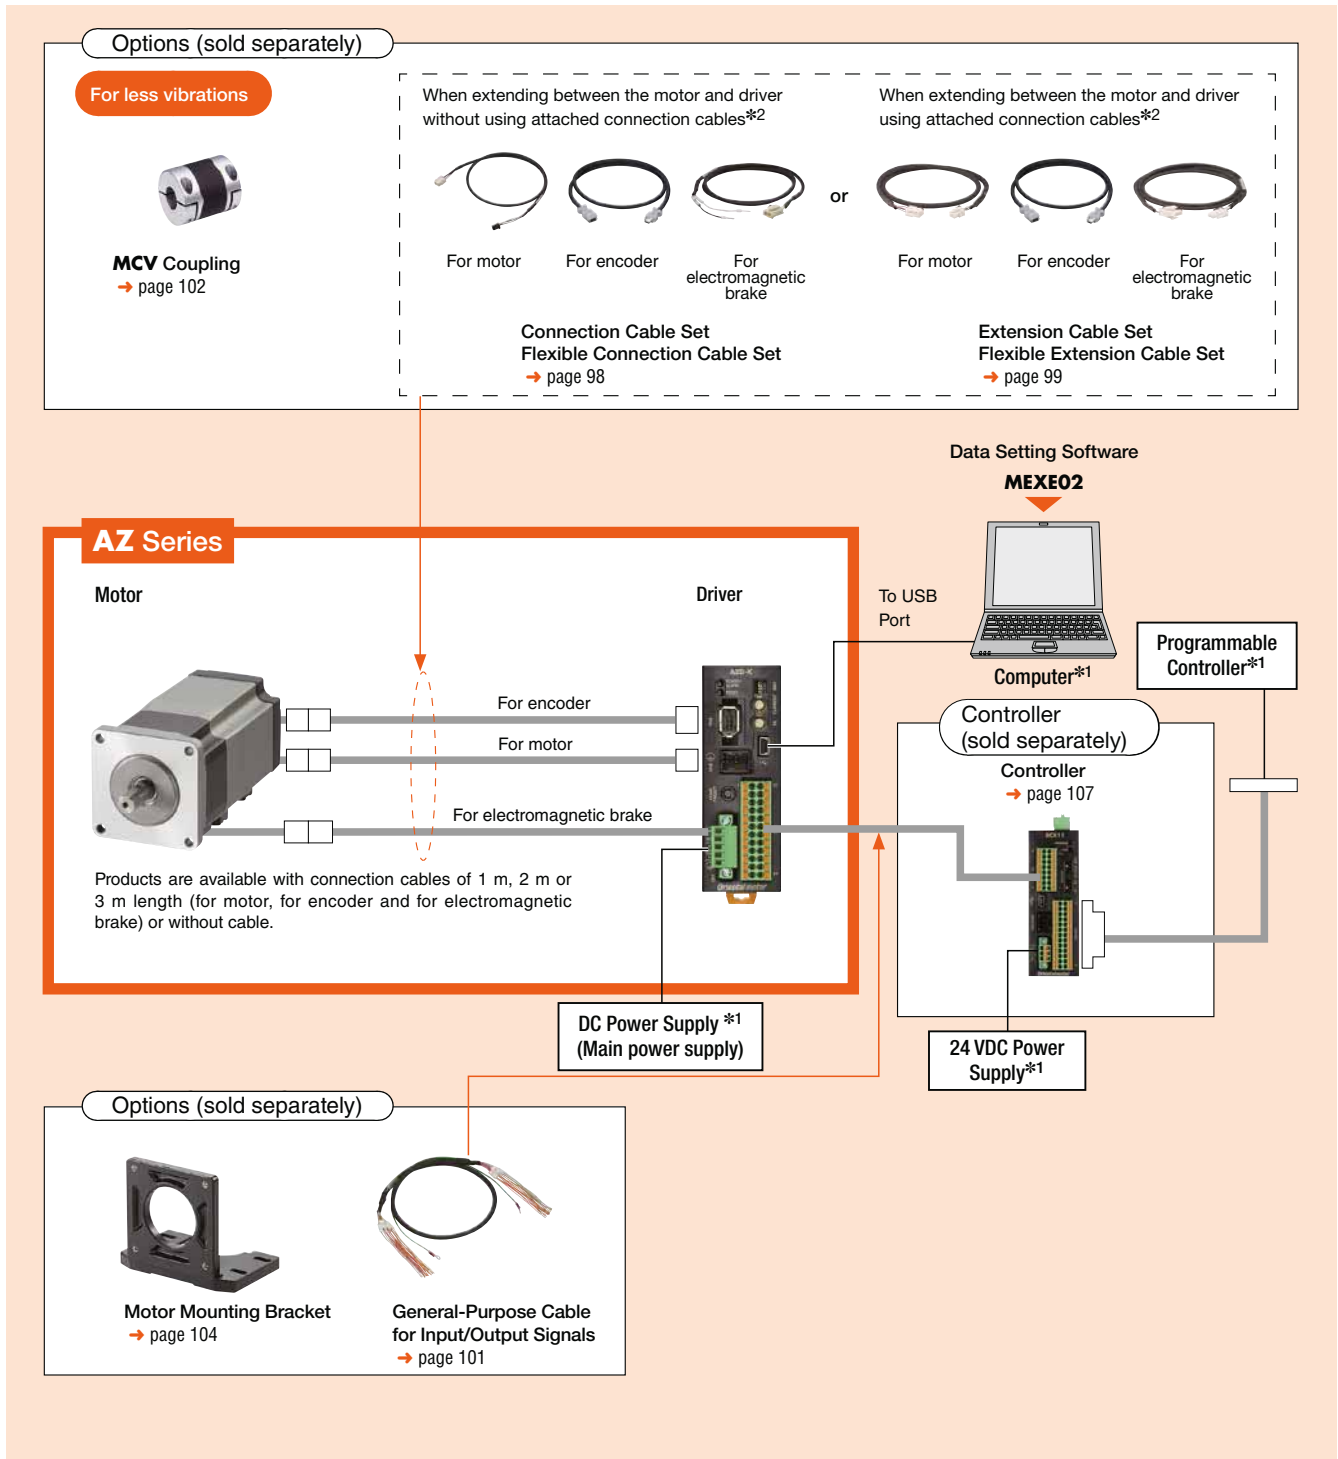 Options (sold separately)
For less vibrations
MCV Coupling
➜ page 102
When extending between the motor and driver
without using attached connection cables✻2
For motor
For encoder
For
electromagnetic
brake
Connection Cable Set
Flexible Connection Cable Set
➜ page 98
or
When extending between the motor and driver
using attached connection cables✻2
For motor
For encoder
For
electromagnetic
brake
Extension Cable Set
Flexible Extension Cable Set
➜ page 99
Data Setting Software
MEXE02
AZ Series
Motor
Driver
To USB
Port
Computer✻1
Programmable
Controller✻1
For encoder
For motor
For electromagnetic brake
Products are available with connection cables of 1 m, 2 m or
3 m length (for motor, for encoder and for electromagnetic
brake) or without cable.
AZD-K
Orientalmotor
Controller
(sold separately)
Controller
➜ page 107
Orientalmotor
DC Power Supply ✻1
(Main power supply)
24 VDC Power
Supply✻1
Options (sold separately)
Motor Mounting Bracket
➜ page 104
General-Purpose Cable
for Input/Output Signals
➜ page 101